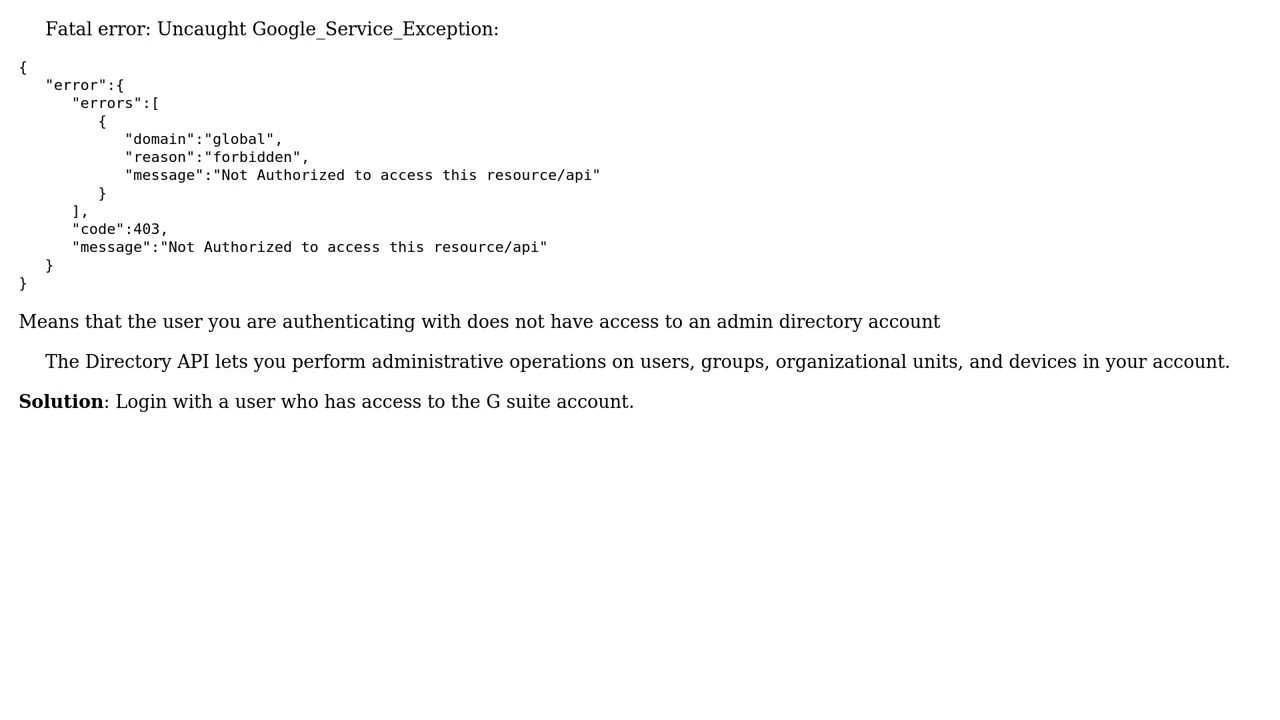 Fatal error: Uncaught Google_Service_Exception:
{
   "error":{
      "errors":[
         {
            "domain":"global",
            "reason":"forbidden",
            "message":"Not Authorized to access this resource/api"
         }
      ],
      "code":403,
      "message":"Not Authorized to access this resource/api"
   }
}
Means that the user you are authenticating with does not have access to an admin directory account
The Directory API lets you perform administrative operations on users, groups, organizational units, and devices in your account.
Solution: Login with a user who has access to the G suite account.